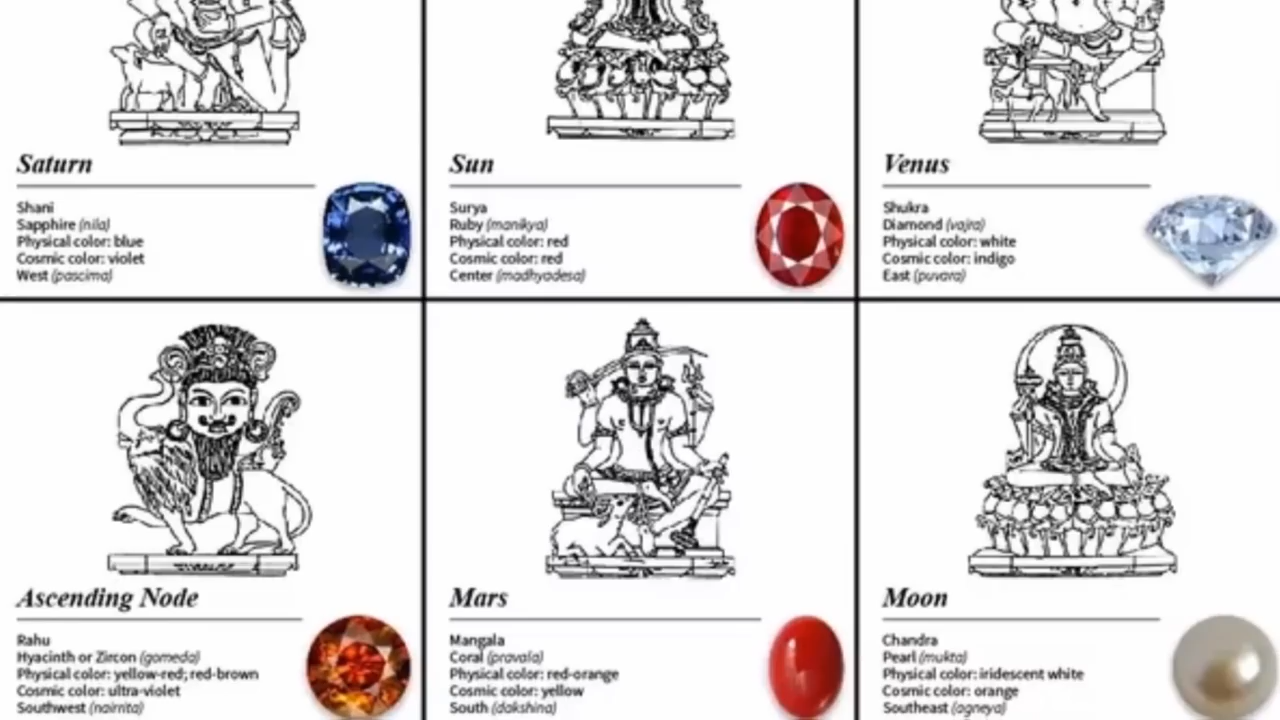 Saturn
Shani
Sapphire (nila)
Physical color: blue
Cosmic color: violet
West (pascima)
Sun
Surya
Ruby (manikya)
Physical color: red
Cosmic color: red
Center (madhyadesa)
Venus
Shukra
Diamond (vajra)
Physical color: white
Cosmic color: indigo
East (puvara)
Ascending Node
Rahu
Hyacinth or Zircon (gomeda)
Physical color: yellow-red; red-brown
Cosmic color: ultra-violet
Southwest (nairrita)
Mars
Mangala
Coral (pravala)
Physical color: red-orange
Cosmic color: yellow
South (dakshina)
Moon
Chandra
Pearl (mukta)
Physical color: iridescent white
Cosmic color: orange
Southeast (agneya)